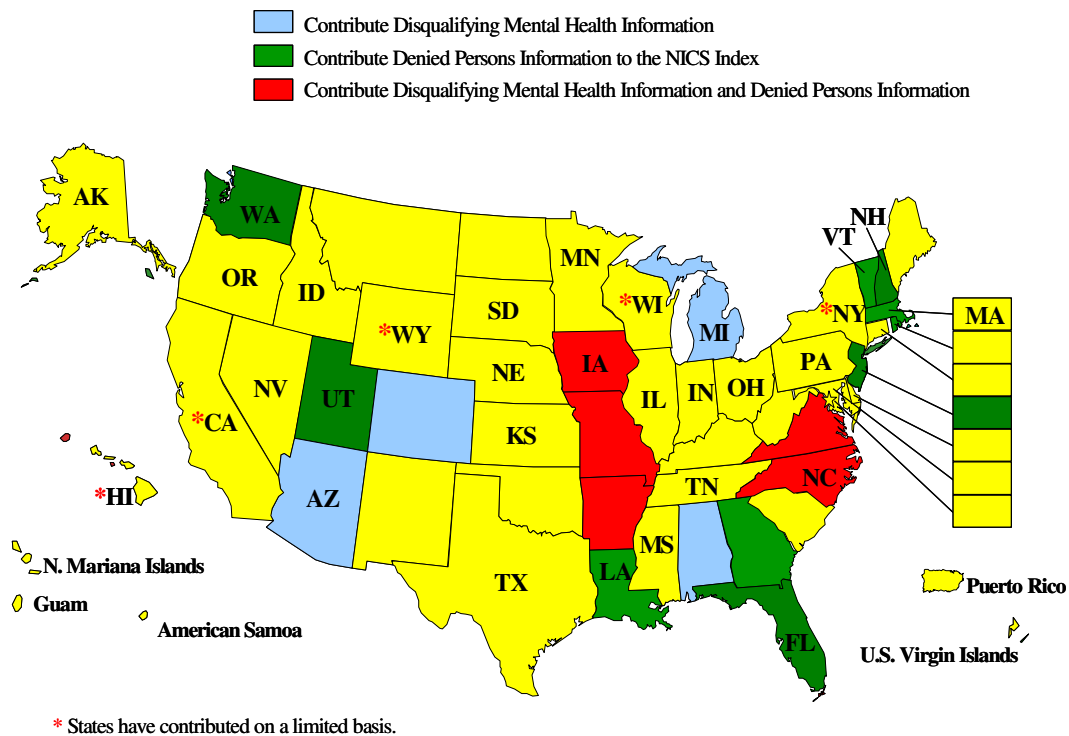 Contribute Disqualifying Mental Health Information
Contribute Denied Persons Information to the NICS Index
Contribute Disqualifying Mental Health Information and Denied Persons Information
AK
WA
NH
VT
MN
OR
ID
*WI
*NY
SD
*WY
MA
MI
PA
IA
NE
OH
NV
UT
IL
IN
*CA
KS
NC
TN
*HI
AZ
MS
N. Mariana Islands
LA
TX
Puerto Rico
Guam
American Samoa
FL
U.S. Virgin Islands
* States have contributed on a limited basis.